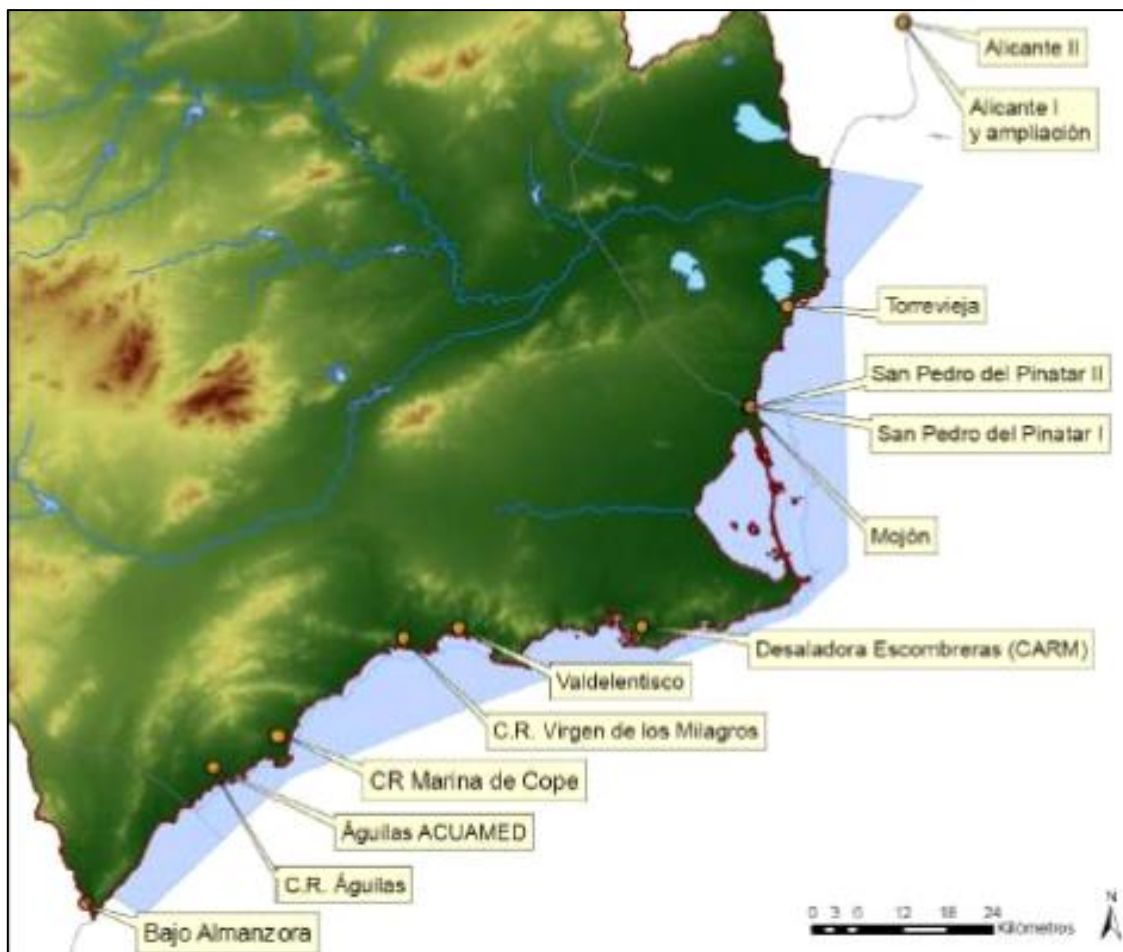 Alicante II
Alicante I
y ampliación
Torrevieja
San Pedro del Pinatar II
San Pedro del Pinatar I
Mojón
Desaladora Escombreras (CARM)
Valdelentisco
C.R. Virgen de los Milagros
CR Marina de Cope
Águilas ACUAMED
C.R. Águilas
Bajo Almanzora
0 3 6 12 18 24
Kilómetros
N